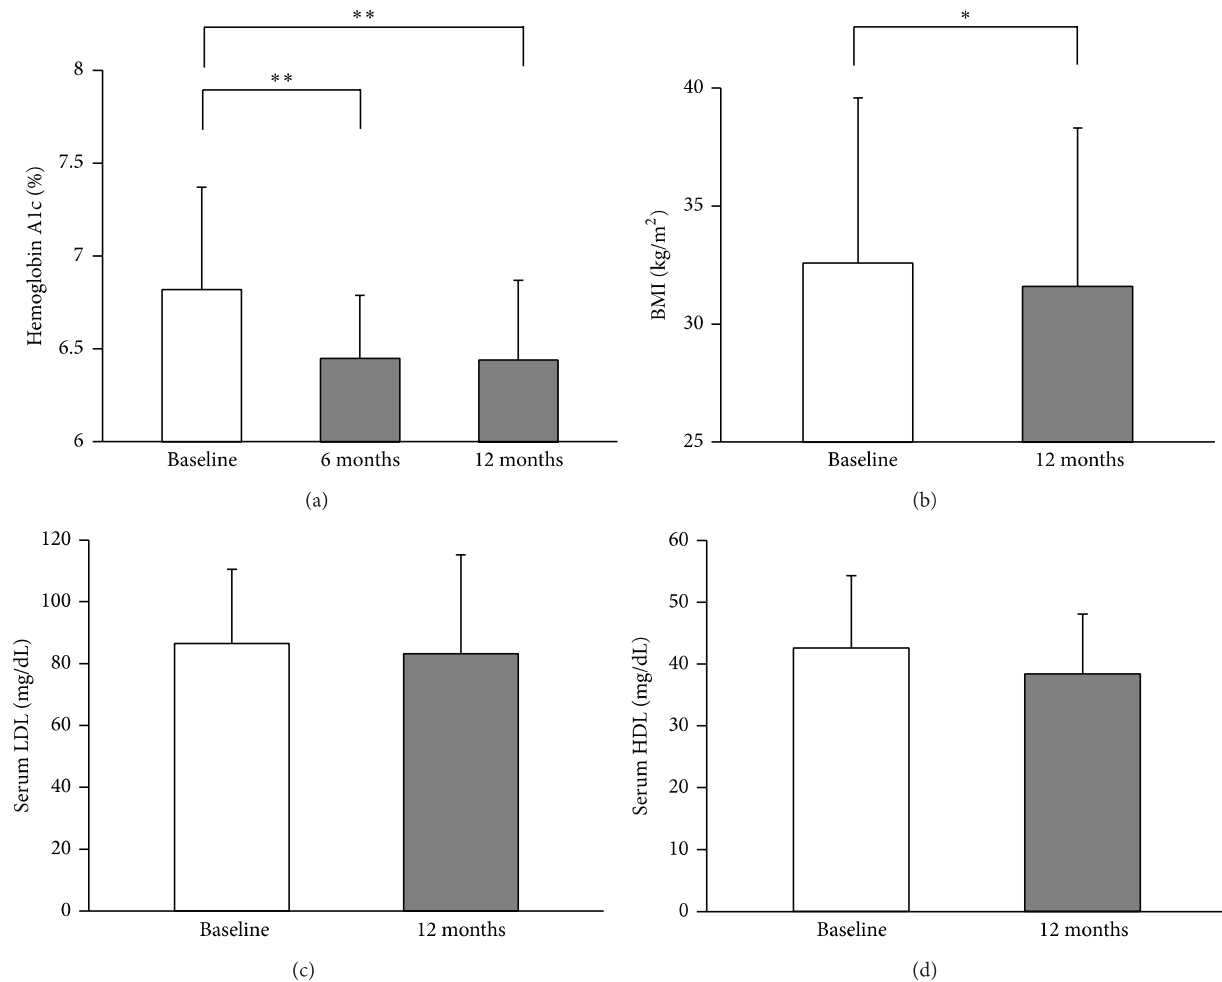 **
**
8
7.5
7
6.5
6
Hemoglobin A1c (%)
Baseline
6 months
12 months
(a)
*
40
35
30
25
BMI (kg/m²)
Baseline
12 months
(b)
120
100
80
60
40
20
0
Serum LDL (mg/dL)
Baseline
12 months
(c)
60
50
40
30
20
10
0
Serum HDL (mg/dL)
Baseline
12 months
(d)